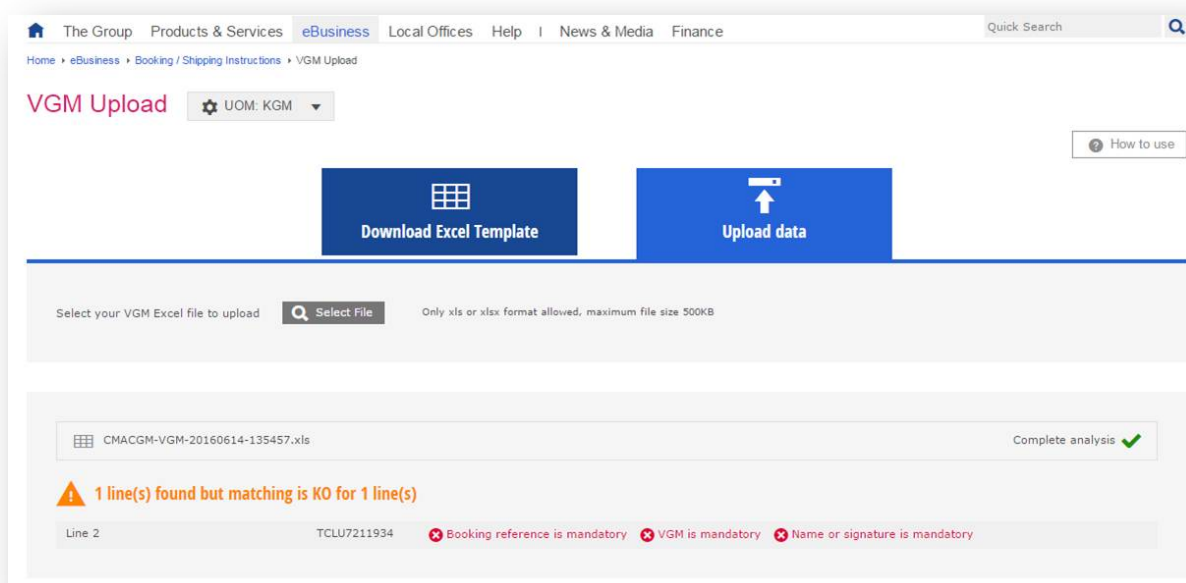 The Group Products & Services eBusiness Local Offices Help | News & Media Finance Quick Search
Home › eBusiness › Booking / Shipping Instructions › VGM Upload
VGM Upload UOM: KGM
How to use
Download Excel Template Upload data
Select your VGM Excel file to upload Select File Only xls or xlsx format allowed, maximum file size 500KB
CMACGM-VGM-20160614-135457.xls Complete analysis
1 line(s) found but matching is KO for 1 line(s)
Line 2 TCLU7211934 Booking reference is mandatory VGM is mandatory Name or signature is mandatory